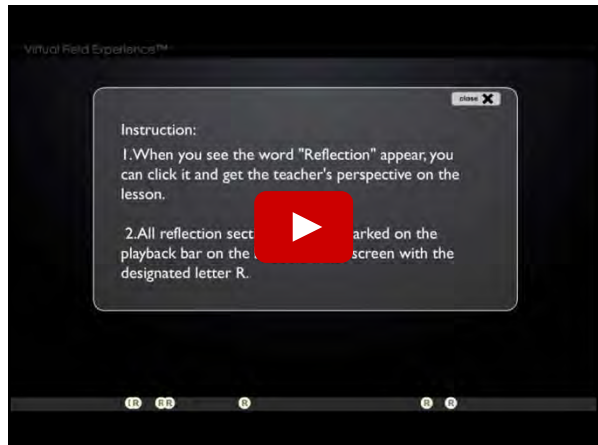 Virtual Field Experience™
close X
Instruction:
1.When you see the word "Reflection" appear, you
can click it and get the teacher's perspective on the
lesson.
2.All reflection sect arked on the
playback bar on the screen with the
designated letter R.
R R R R R R